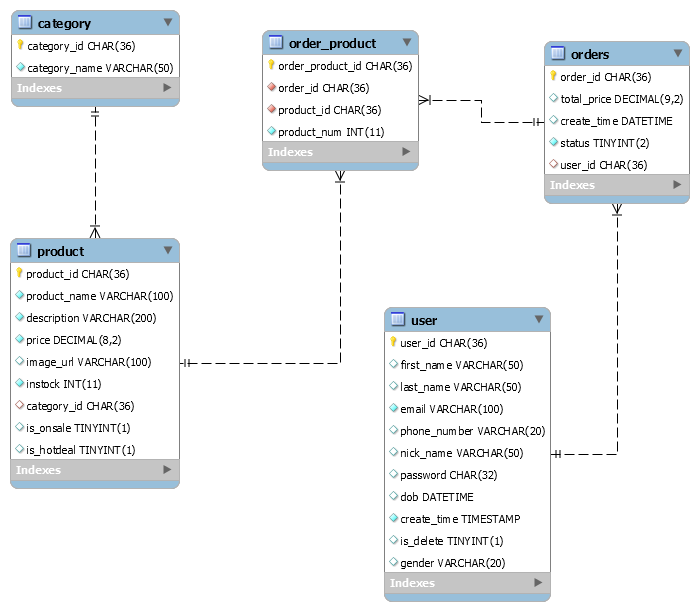 category
category_id CHAR(36)
category_name VARCHAR(50)
Indexes
order_product
order_product_id CHAR(36)
order_id CHAR(36)
product_id CHAR(36)
product_num INT(11)
Indexes
orders
order_id CHAR(36)
total_price DECIMAL(9,2)
create_time DATETIME
status TINYINT(2)
user_id CHAR(36)
Indexes
product
product_id CHAR(36)
product_name VARCHAR(100)
description VARCHAR(200)
price DECIMAL(8,2)
image_url VARCHAR(100)
instock INT(11)
category_id CHAR(36)
is_onsale TINYINT(1)
is_hotdeal TINYINT(1)
Indexes
user
user_id CHAR(36)
first_name VARCHAR(50)
last_name VARCHAR(50)
email VARCHAR(100)
phone_number VARCHAR(20)
nick_name VARCHAR(50)
password CHAR(32)
dob DATETIME
create_time TIMESTAMP
is_delete TINYINT(1)
gender VARCHAR(20)
Indexes